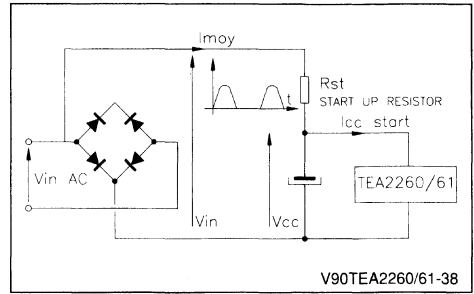 Imoy
Rst
START UP RESISTOR
t
Icc start
Vin AC
TEA2260/61
Vin
Vcc
V90TEA2260/61-38